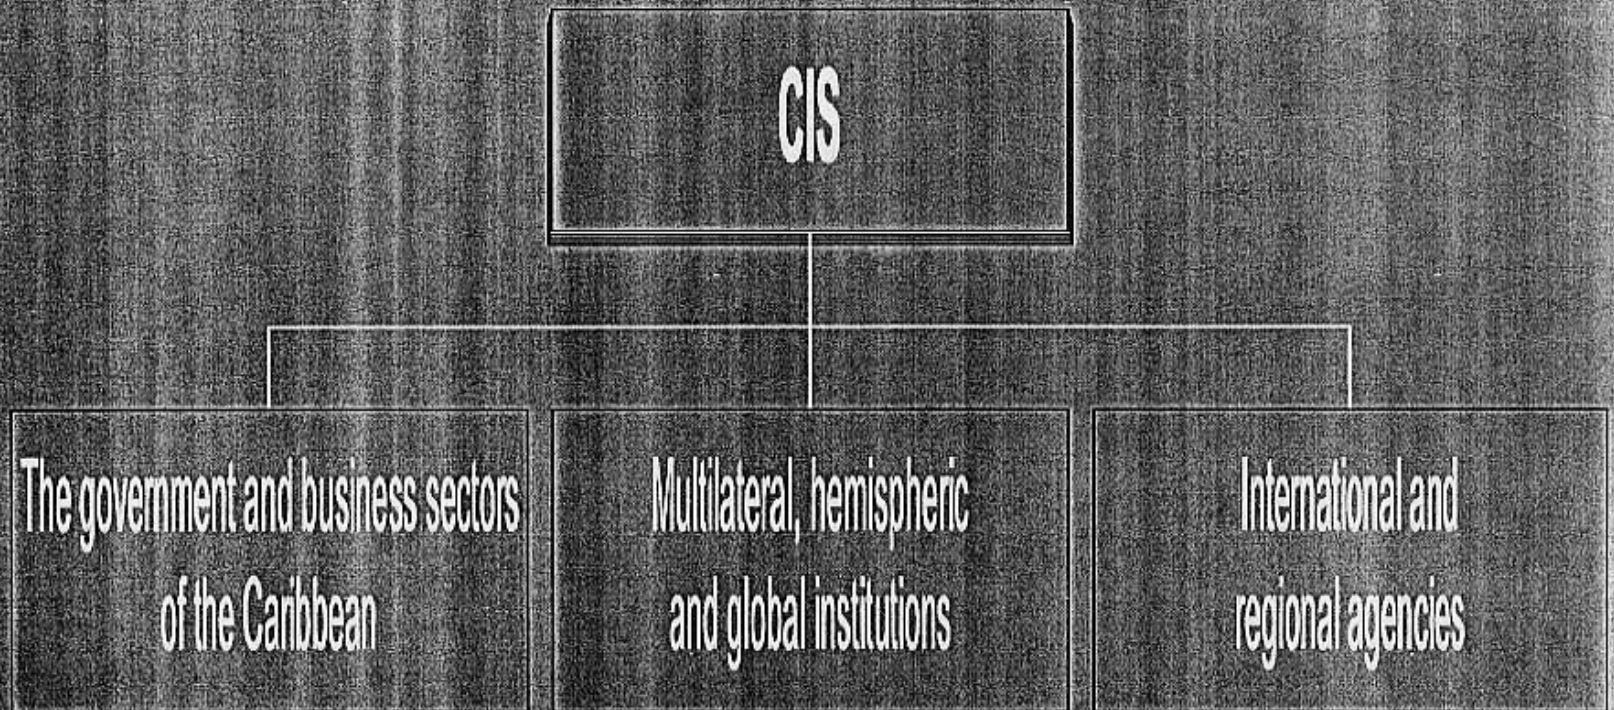 CIS
The government and business sectors
of the Caribbean
Multilateral, hemispheric
and global institutions
International and
regional agencies